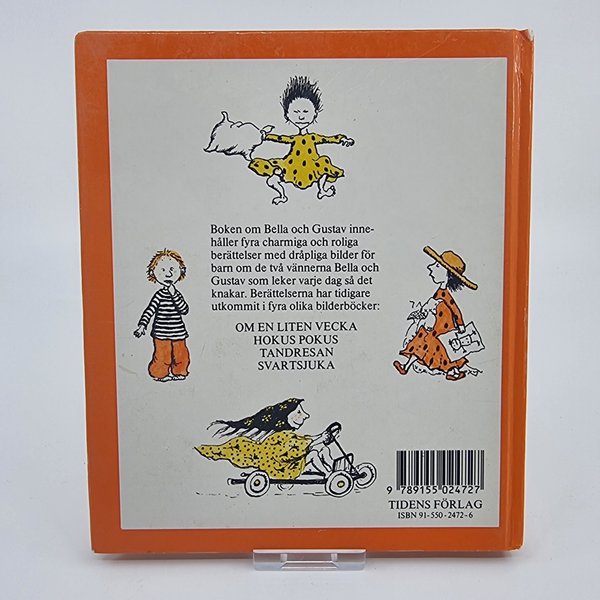 Boken om Bella och Gustav inne-
håller fyra charmiga och roliga
berättelser med dråpliga bilder för
barn om de två vännerna Bella och
Gustav som leker varje dag så det
knakar. Berättelserna har tidigare
utkommit i fyra olika bilderböcker:
OM EN LITEN VECKA
HOKUS POKUS
TANDRESAN
SVARTSJUKA
9 789155 024727
TIDENS FÖRLAG
ISBN 91-550-2472-6